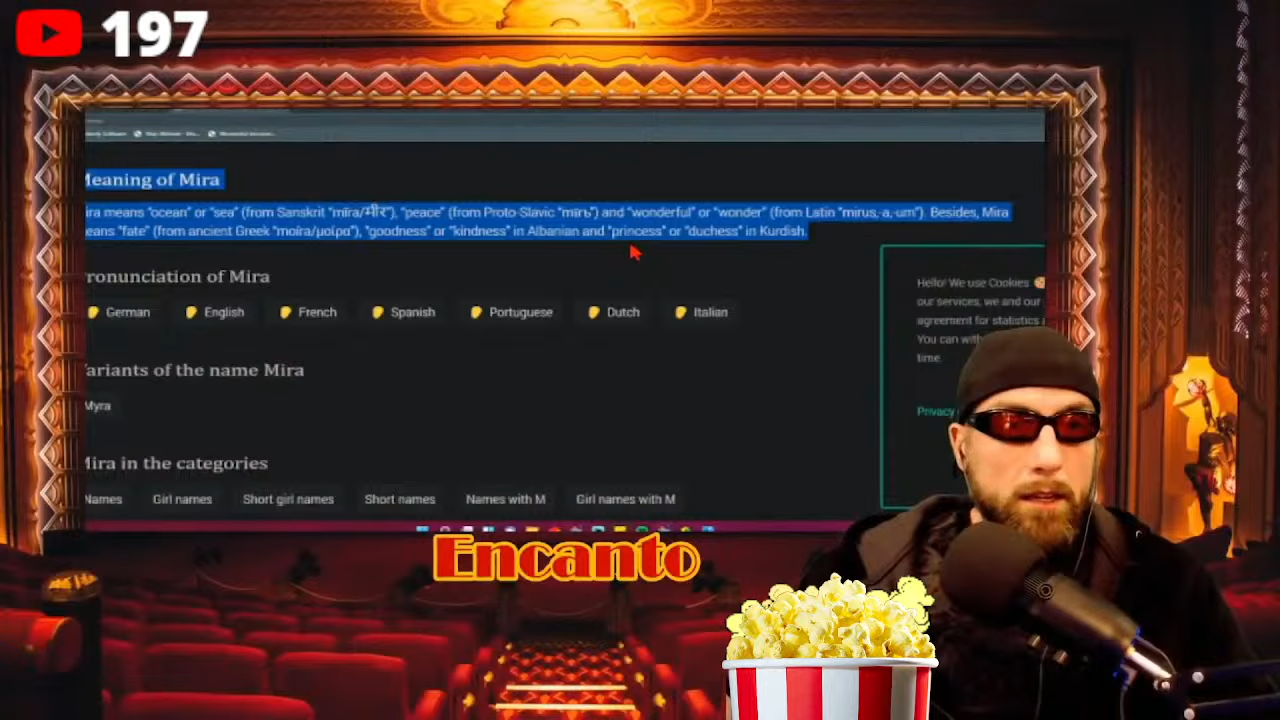 197
Meaning of Mira
ira means "ocean" or "sea" (from Sanskrit "mīra/मीर"), "peace" (from Proto-Slavic "miru") and "wonderful" or "wonder" (from Latin "mirus,-a,-um"). Besides, Mira
eans "fate" (from ancient Greek "moíra/μοίρα"), "goodness" or "kindness" in Albanian and "princess" or "duchess" in Kurdish.
ronunciation of Mira
German English French Spanish Portuguese Dutch Italian
ariants of the name Mira
Myra
Mira in the categories
Names Girl names Short girl names Short names Names with M Girl names with M
Hello! We use Cookies
our services, we and our
agreement for statistics
You can with
time.
Privacy
Encanto